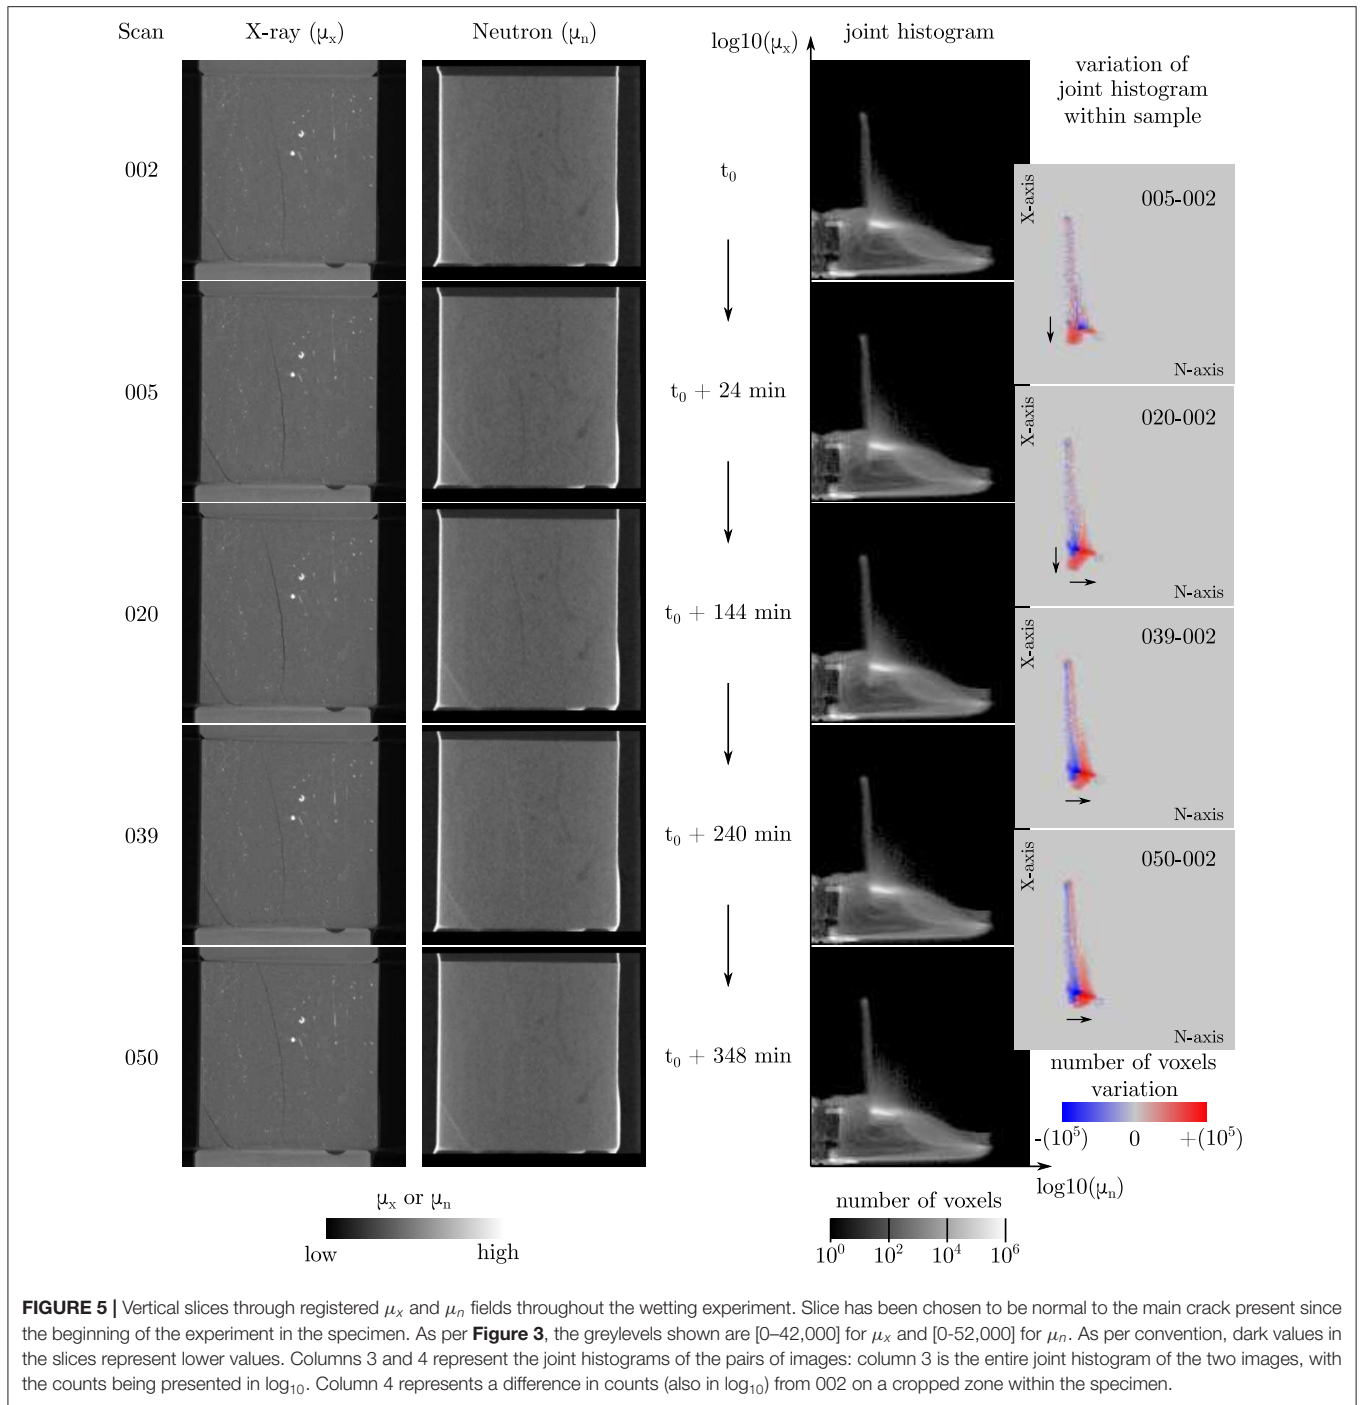 Scan
X-ray (μx)
Neutron (μn)
log10(μx)
joint histogram
variation of
joint histogram
within sample
002
t0
X-axis
005-002
N-axis
005
t0 + 24 min
X-axis
020-002
N-axis
020
t0 + 144 min
X-axis
039-002
N-axis
039
t0 + 240 min
X-axis
050-002
N-axis
050
t0 + 348 min
number of voxels
variation
-(10^5) 0 +(10^5)
log10(μn)
μx or μn
low high
number of voxels
10^0 10^2 10^4 10^6
FIGURE 5 | Vertical slices through registered μx and μn fields throughout the wetting experiment. Slice has been chosen to be normal to the main crack present since
the beginning of the experiment in the specimen. As per Figure 3, the greylevels shown are [0–42,000] for μx and [0-52,000] for μn. As per convention, dark values in
the slices represent lower values. Columns 3 and 4 represent the joint histograms of the pairs of images: column 3 is the entire joint histogram of the two images, with
the counts being presented in log10. Column 4 represents a difference in counts (also in log10) from 002 on a cropped zone within the specimen.